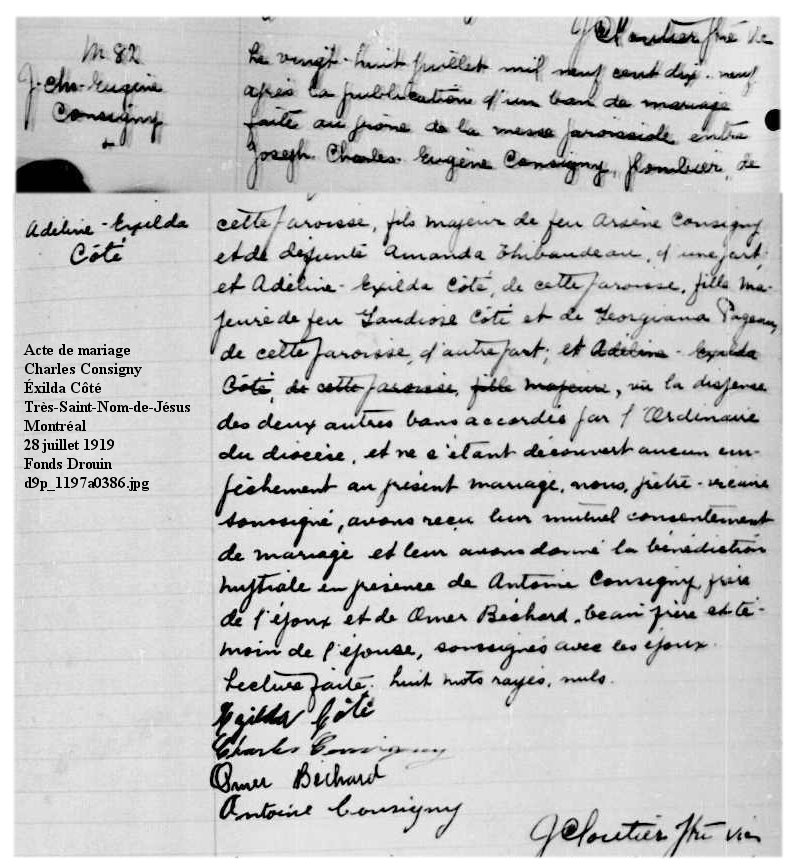 J Cloutier Ptre Vic
M 82
J-Chs-Eugène
Consigny
+
Le vingt-huit juillet mil neuf cent dix-neuf
après la publication d'un ban de mariage
faite au prône de la messe paroissiale entre
Joseph Charles-Eugène Consigny, plombier, de
Adéline-Exilda
Côté
cette paroisse, fils majeur de feu Arsène Consigny
et de défunte Amanda Thibaudeau, d'une part;
et Adéline-Exilda Côté, de cette paroisse, fille ma-
jeure de feu Gaudiose Côté et de Georgiana Pageau,
de cette paroisse, d'autre part; et Adéline-Exilda
Côté, de cette paroisse, fille majeure, vu la dispense
des deux autres bans accordée par l'Ordinaire
du diocèse, et ne s'étant découvert aucun em-
pêchement au présent mariage, nous, prêtre-vicaire
soussigné, avons reçu leur mutuel consentement
de mariage et leur avons donné la bénédiction
nuptiale en présence de Antoine Consigny, frère
de l'époux et de Omer Béchard, beau frère et té-
moin de l'épouse, soussignés avec les époux.
Lecture faite. huit mots rayés, nuls.
Exilda Côté
Charles Consigny
Omer Béchard
Antoine Consigny
J Cloutier Ptre Vic
Acte de mariage
Charles Consigny
Éxilda Côté
Très-Saint-Nom-de-Jésus
Montréal
28 juillet 1919
Fonds Drouin
d9p_1197a0386.jpg